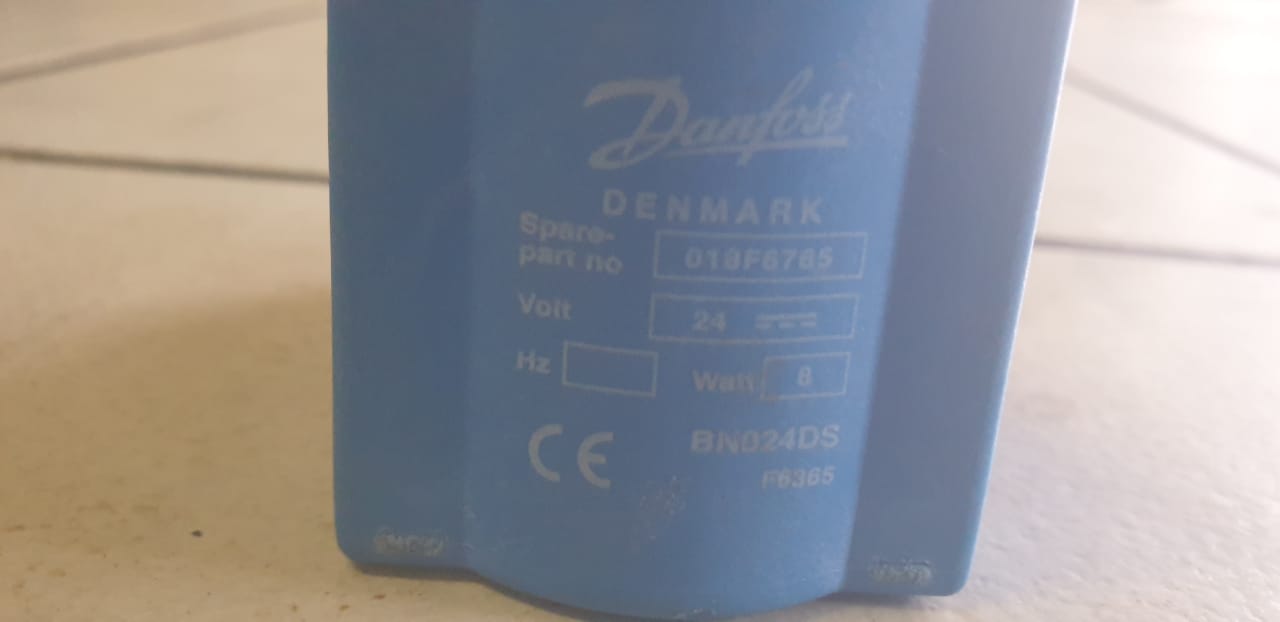 Danfoss
DENMARK
Spare-
part no 018F6765
Volt 24
Hz
Watt 8
CE BN024DS
F6365